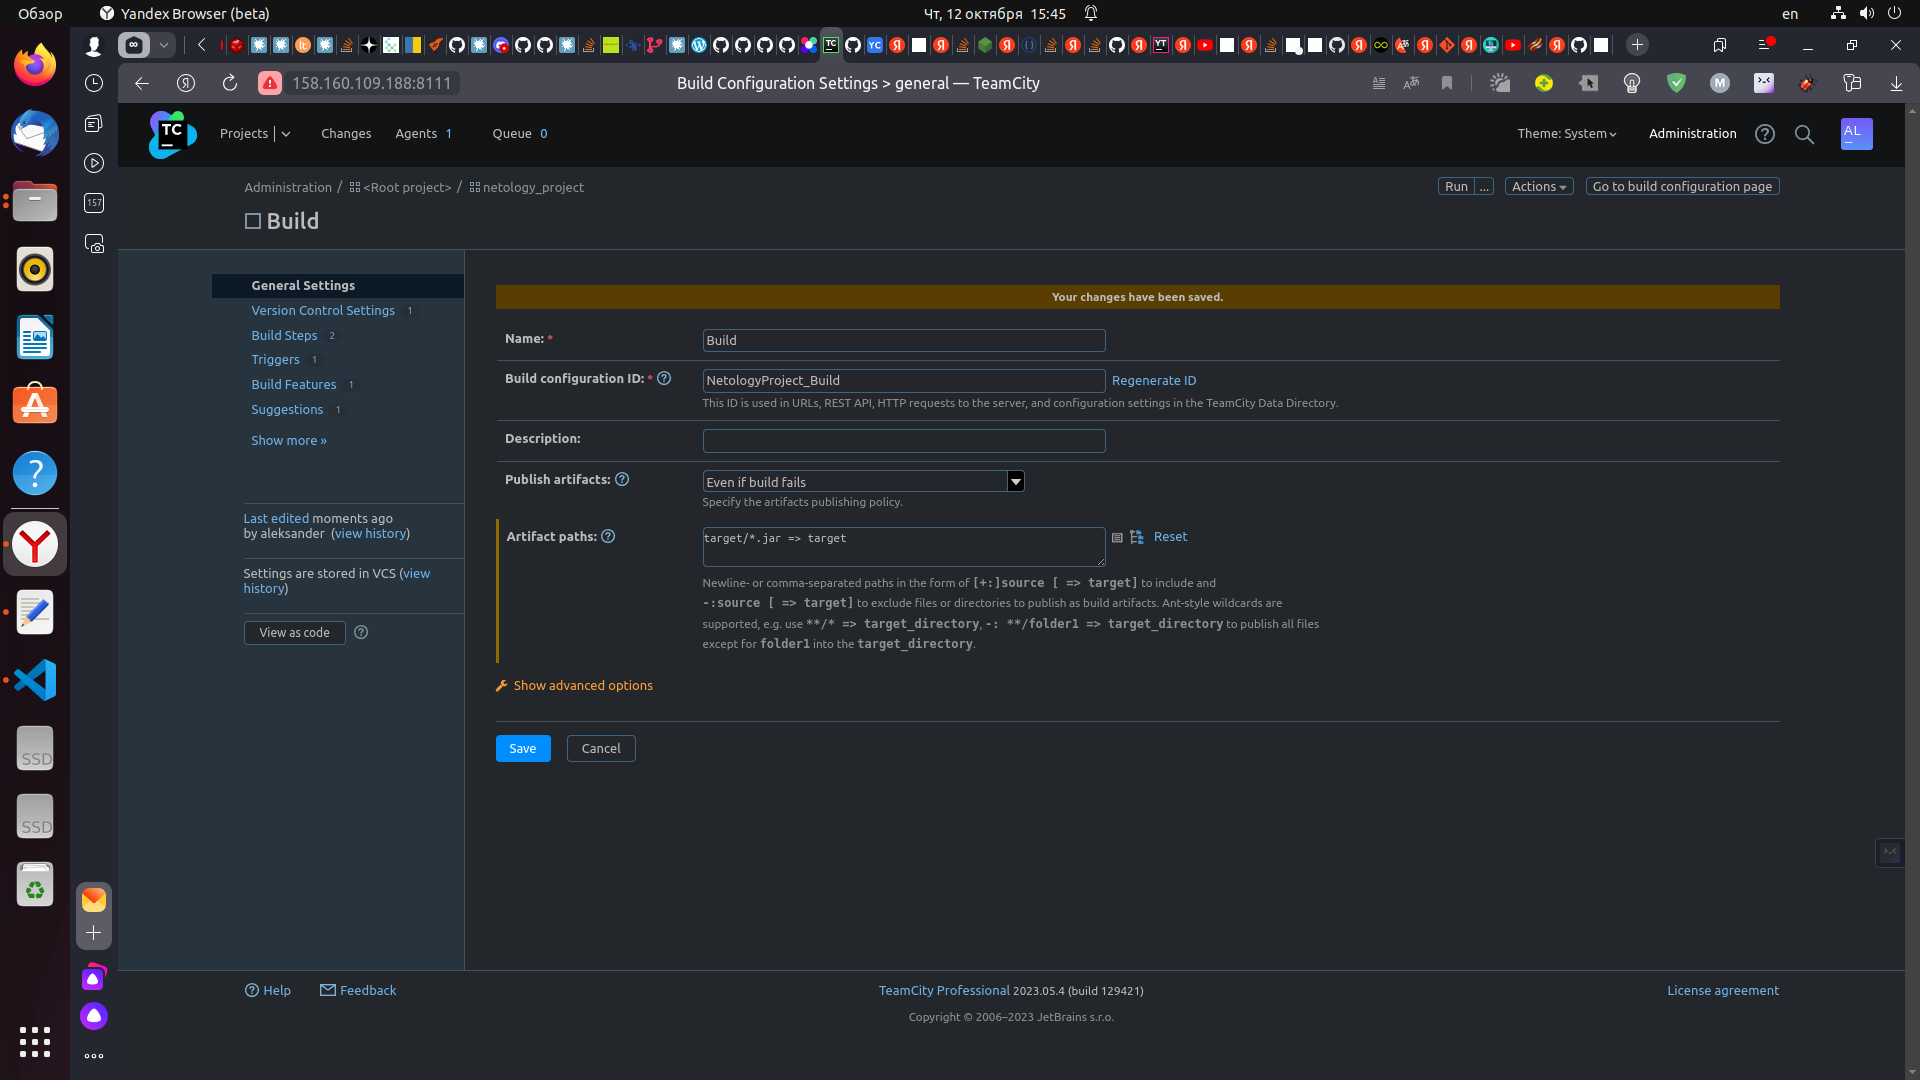 Обзор
Yandex Browser (beta)
Чт, 12 октября 15:45
en
158.160.109.188:8111
Build Configuration Settings > general — TeamCity
TC
Projects
Changes
Agents 1
Queue 0
Theme: System
Administration
AL
Administration / <Root project> / netology_project
Run ...
Actions
Go to build configuration page
Build
General Settings
Version Control Settings 1
Build Steps 2
Triggers 1
Build Features 1
Suggestions 1
Show more »
Last edited moments ago
by aleksander (view history)
Settings are stored in VCS (view
history)
View as code
Your changes have been saved.
Name: *
Build
Build configuration ID: *
NetologyProject_Build
Regenerate ID
This ID is used in URLs, REST API, HTTP requests to the server, and configuration settings in the TeamCity Data Directory.
Description:
Publish artifacts:
Even if build fails
Specify the artifacts publishing policy.
Artifact paths:
target/*.jar => target
Reset
Newline- or comma-separated paths in the form of [+:]source [ => target] to include and
-:source [ => target] to exclude files or directories to publish as build artifacts. Ant-style wildcards are
supported, e.g. use **/* => target_directory, -: **/folder1 => target_directory to publish all files
except for folder1 into the target_directory.
Show advanced options
Save
Cancel
157
SSD
SSD
Help
Feedback
TeamCity Professional 2023.05.4 (build 129421)
License agreement
Copyright © 2006–2023 JetBrains s.r.o.